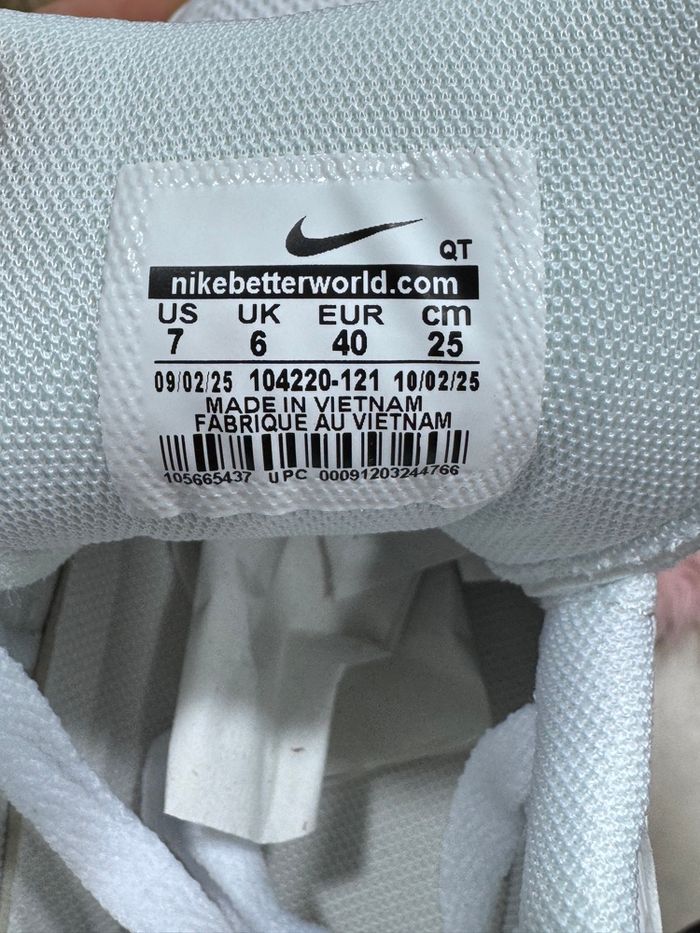 QT
nikebetterworld.com
US UK EUR cm
7 6 40 25
09/02/25 104220-121 10/02/25
MADE IN VIETNAM
FABRIQUE AU VIETNAM
105665437 UPC 00091203244766